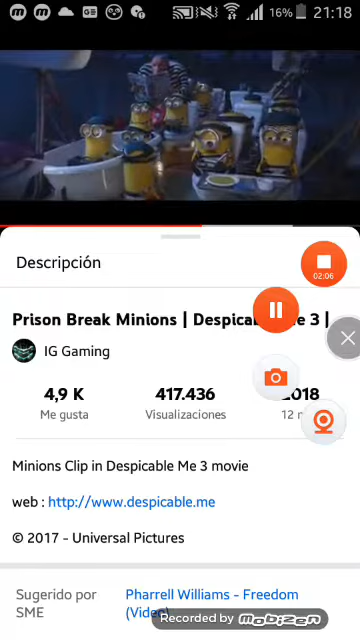 16% 21:18
Descripción
02:06
Prison Break Minions | Despicable Me 3 |
IG Gaming
4,9 K 417.436 2018
Me gusta Visualizaciones 12
Minions Clip in Despicable Me 3 movie
web : http://www.despicable.me
© 2017 - Universal Pictures
Sugerido por Pharrell Williams - Freedom
SME (Video)
Recorded by mobizen